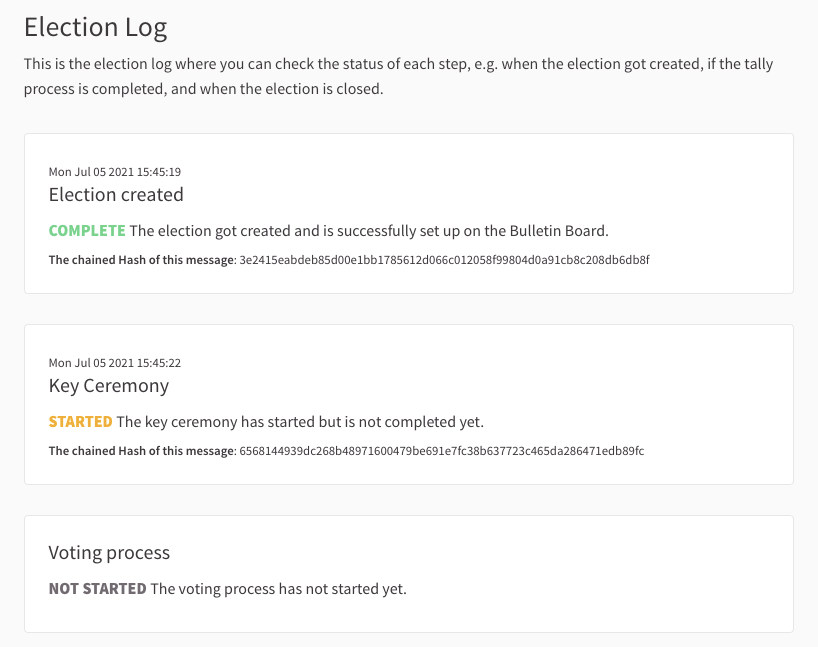 Election Log
This is the election log where you can check the status of each step, e.g. when the election got created, if the tally
process is completed, and when the election is closed.
Mon Jul 05 2021 15:45:19
Election created
COMPLETE The election got created and is successfully set up on the Bulletin Board.
The chained Hash of this message: 3e2415eabdeb85d00e1bb1785612d066c012058f99804d0a91cb8c208db6db8f
Mon Jul 05 2021 15:45:22
Key Ceremony
STARTED The key ceremony has started but is not completed yet.
The chained Hash of this message: 6568144939dc268b48971600479be691e7fc38b637723c465da286471edb89fc
Voting process
NOT STARTED The voting process has not started yet.